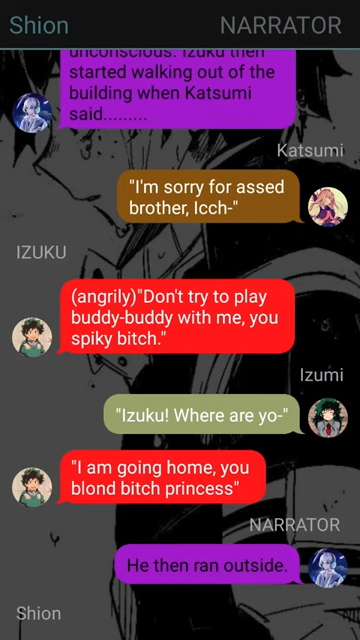 Shion
NARRATOR
unconscious. Izuku then
started walking out of the
building when Katsumi
said.........
Katsumi
"I'm sorry for assed
brother, Icch-"
IZUKU
(angrily)"Don't try to play
buddy-buddy with me, you
spiky bitch."
Izumi
"Izuku! Where are yo-"
"I am going home, you
blond bitch princess"
NARRATOR
He then ran outside.
Shion